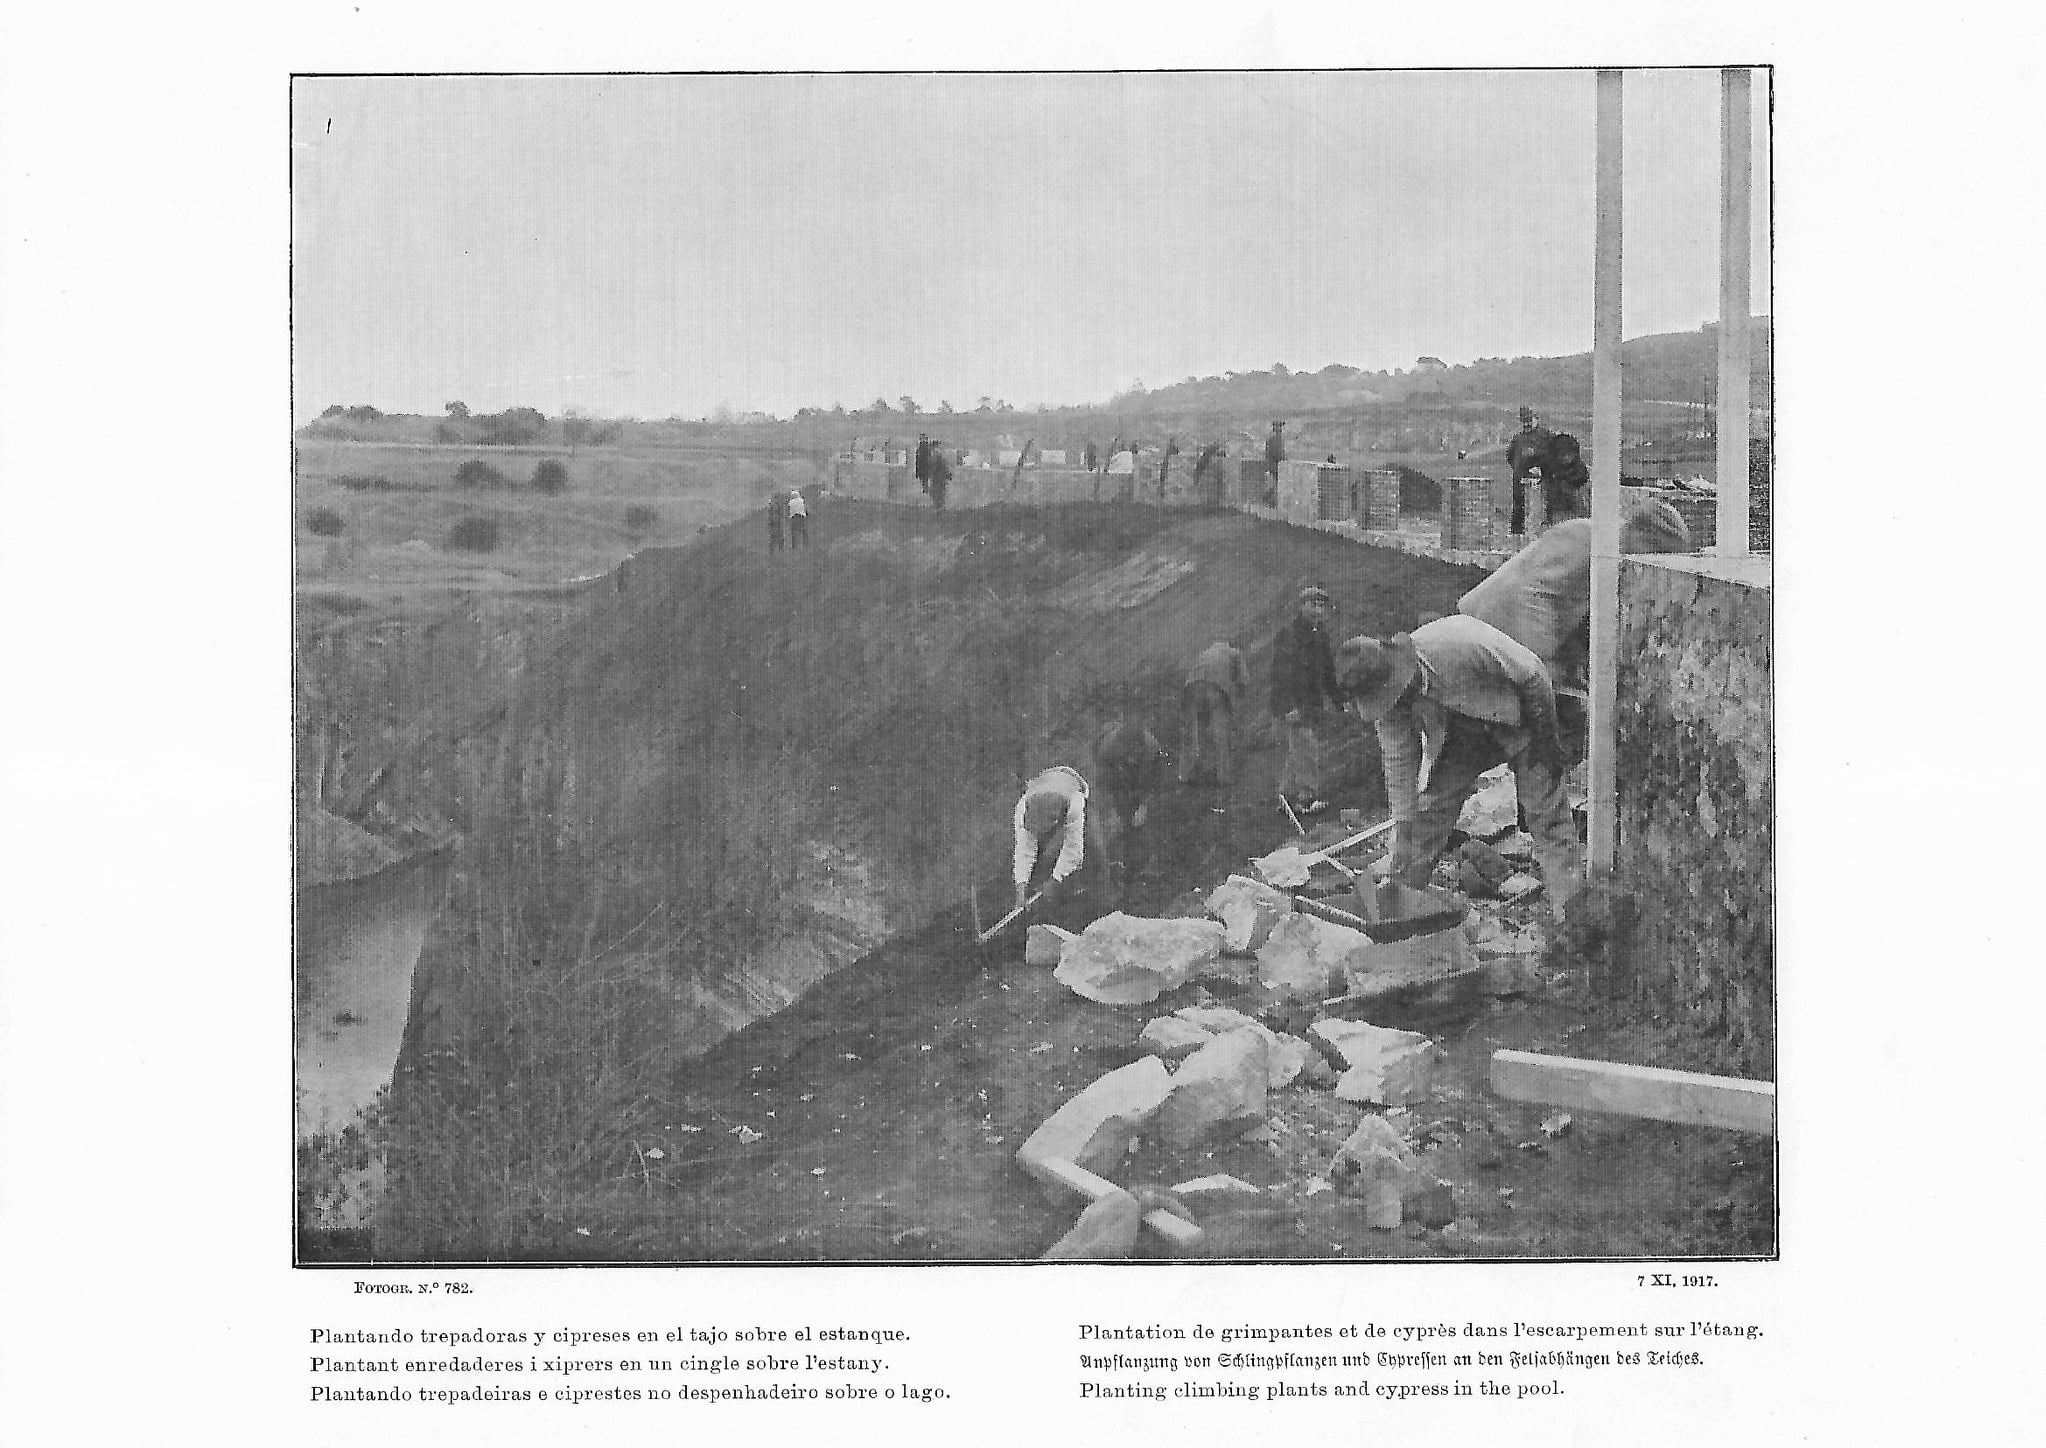 FOTOGR. N.º 782.
7 XI, 1917.
Plantando trepadoras y cipreses en el tajo sobre el estanque.
Plantant enredaderes i xiprers en un cingle sobre l'estany.
Plantando trepadeiras e ciprestes no despenhadeiro sobre o lago.
Plantation de grimpantes et de cyprès dans l'escarpement sur l'étang.
Anpflanzung von Schlingpflanzen und Cypressen an den Felsabhängen des Teiches.
Planting climbing plants and cypress in the pool.